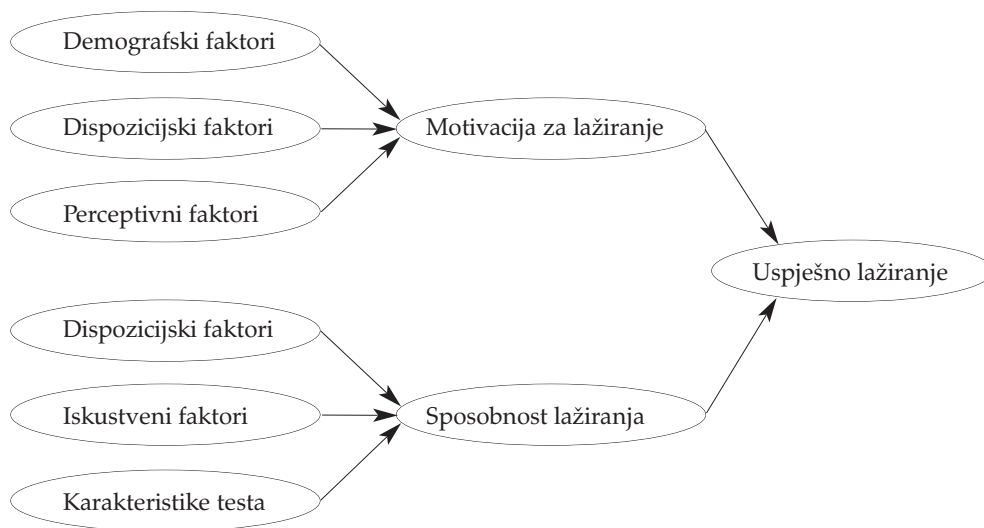 Demografski faktori
Dispozicijski faktori
Motivacija za lažiranje
Perceptivni faktori
Uspješno lažiranje
Dispozicijski faktori
Iskustveni faktori
Sposobnost lažiranja
Karakteristike testa